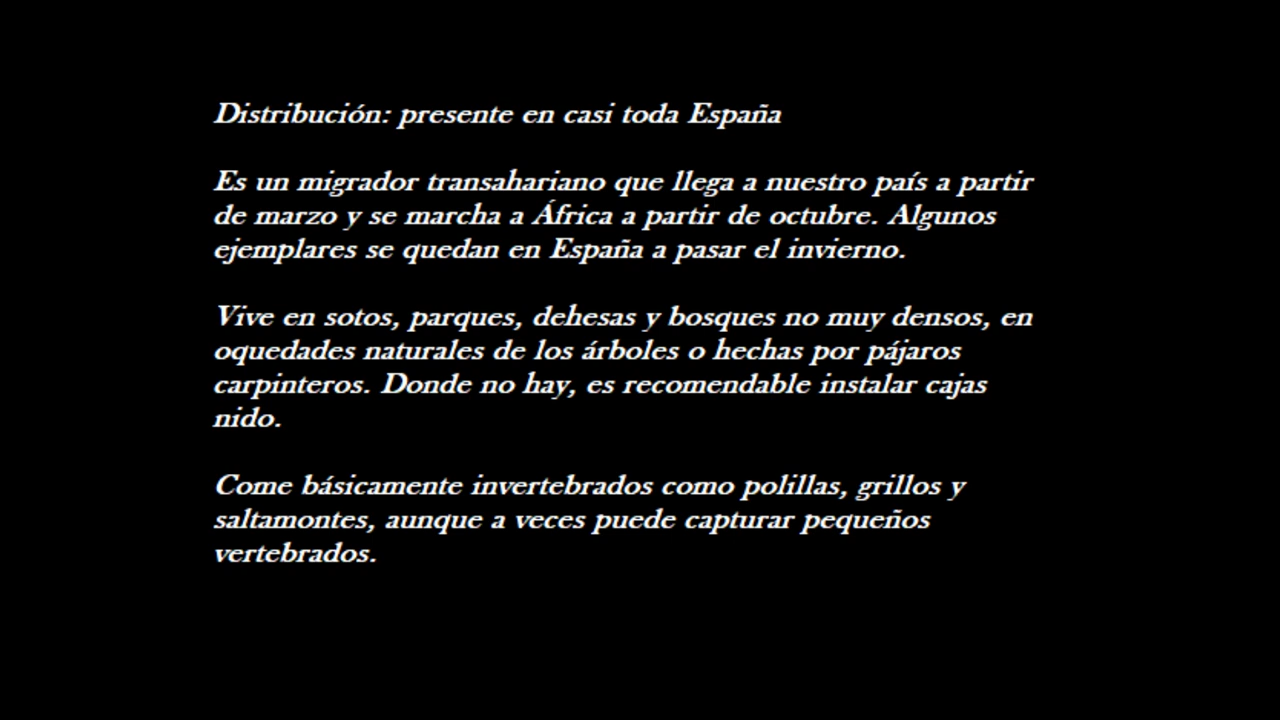 Distribución: presente en casi toda España
Es un migrador transahariano que llega a nuestro país a partir
de marzo y se marcha a África a partir de octubre. Algunos
ejemplares se quedan en España a pasar el invierno.
Vive en sotos, parques, dehesas y bosques no muy densos, en
oquedades naturales de los árboles o hechas por pájaros
carpinteros. Donde no hay, es recomendable instalar cajas
nido.
Come básicamente invertebrados como polillas, grillos y
saltamontes, aunque a veces puede capturar pequeños
vertebrados.